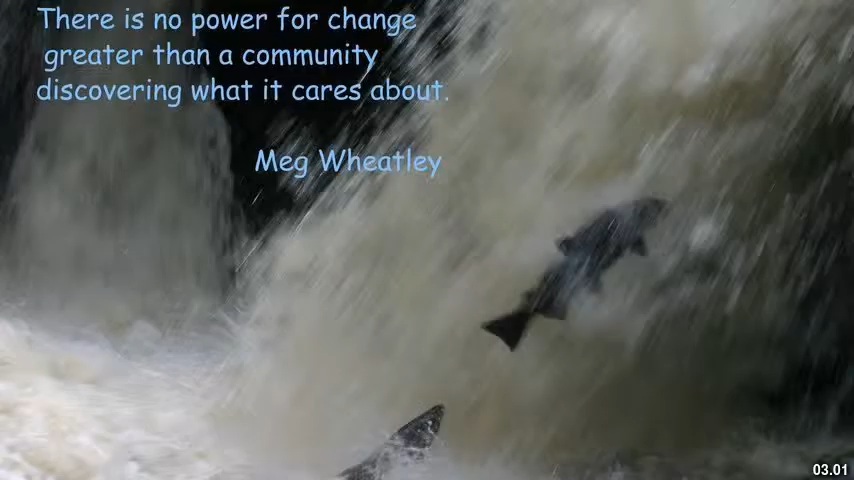 There is no power for change
greater than a community
discovering what it cares about.
Meg Wheatley
03.01